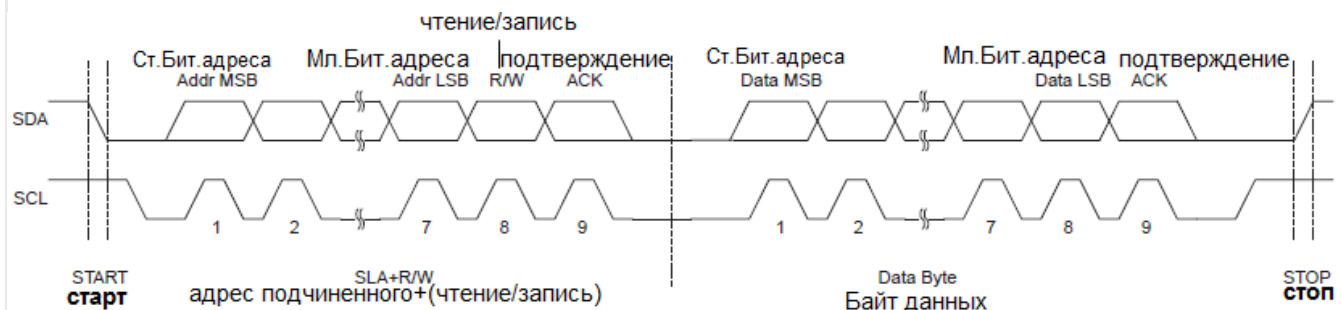 чтение/запись
Ст.Бит.адреса Мл.Бит.адреса подтверждение Ст.Бит.адреса Мл.Бит.адреса подтверждение
Addr MSB Addr LSB R/W ACK Data MSB Data LSB ACK
SDA
SCL
1 2 7 8 9 1 2 7 8 9
START SLA+R/W Data Byte STOP
старт адрес подчиненного+(чтение/запись) Байт данных стоп